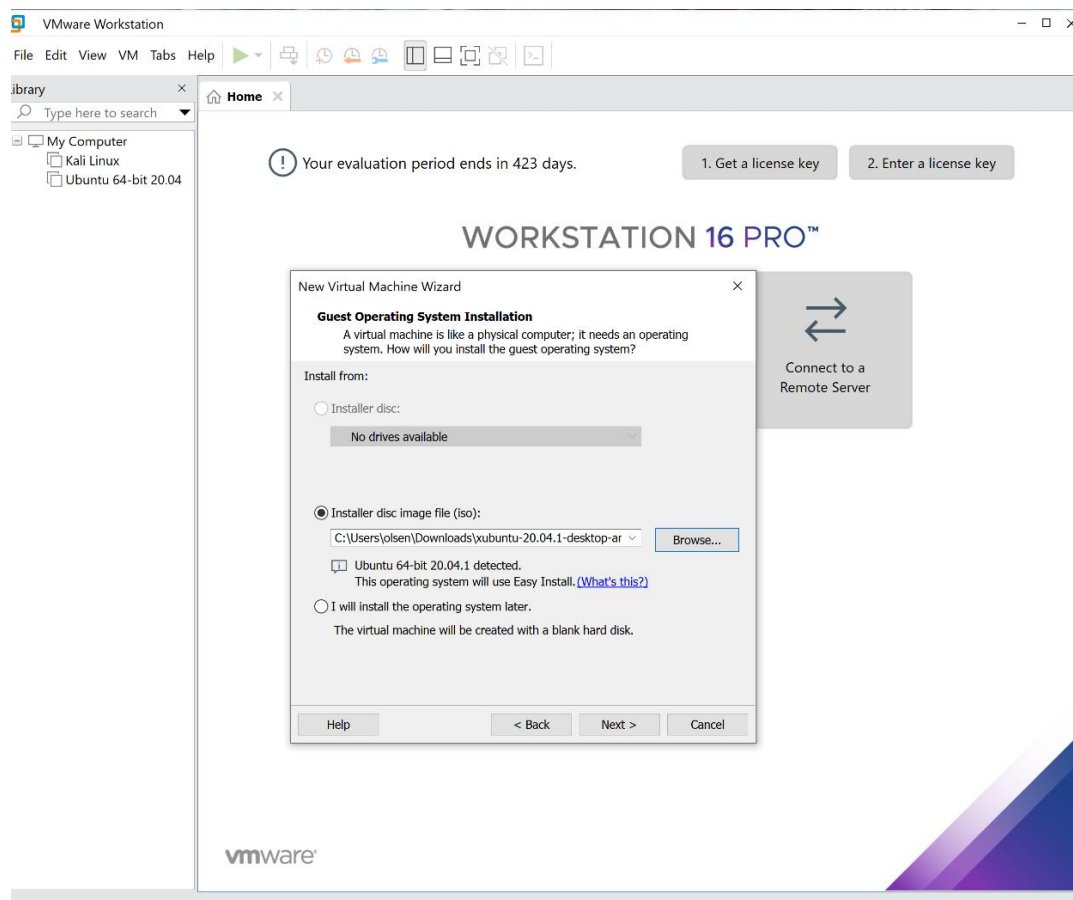 VMware Workstation
File Edit View VM Tabs Help
ibrary
Home
Type here to search
My Computer
Kali Linux
Ubuntu 64-bit 20.04
Your evaluation period ends in 423 days.
1. Get a license key
2. Enter a license key
WORKSTATION 16 PRO™
New Virtual Machine Wizard
Guest Operating System Installation
A virtual machine is like a physical computer; it needs an operating
system. How will you install the guest operating system?
Install from:
Installer disc:
No drives available
Installer disc image file (iso):
C:\Users\olsen\Downloads\xubuntu-20.04.1-desktop-ar
Browse...
Ubuntu 64-bit 20.04.1 detected.
This operating system will use Easy Install. (What's this?)
I will install the operating system later.
The virtual machine will be created with a blank hard disk.
Help
< Back
Next >
Cancel
Connect to a
Remote Server
vmware